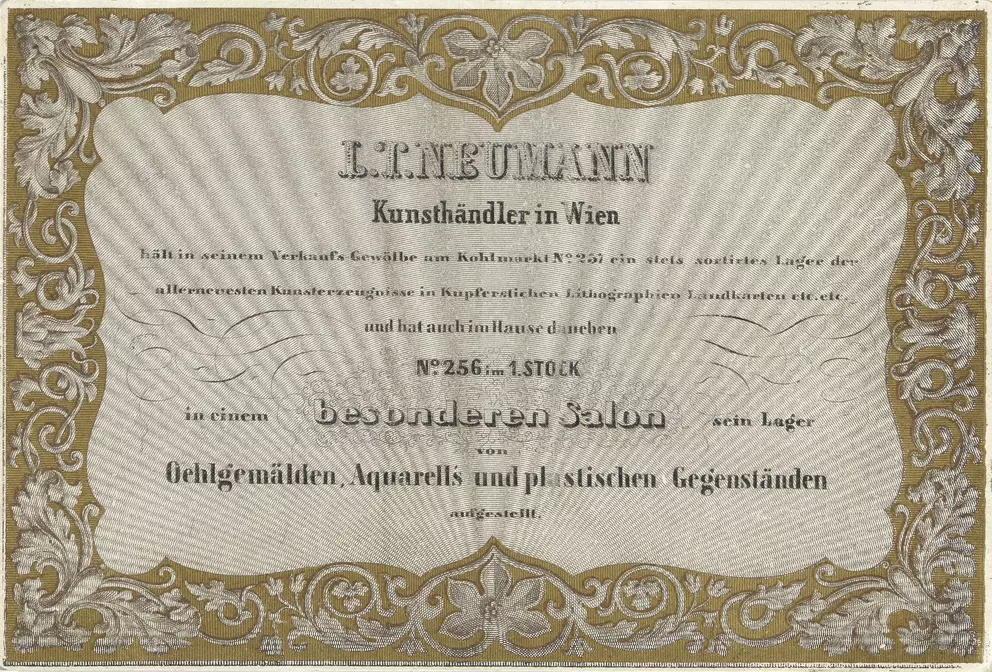 L.T. NEUMANN
Kunsthändler in Wien
hält in seinem Verkaufs-Gewölbe am Kohlmarkt No 257 ein stets sortirtes Lager der
allerneuesten Kunsterzeugnisse in Kupferstichen Lithographien Landkarten etc. etc.
und hat auch im Hause daneben
No 256 im 1. STOCK
in einem besonderen Salon sein Lager
von
Oehlgemälden, Aquarells und plastischen Gegenständen
aufgestellt.